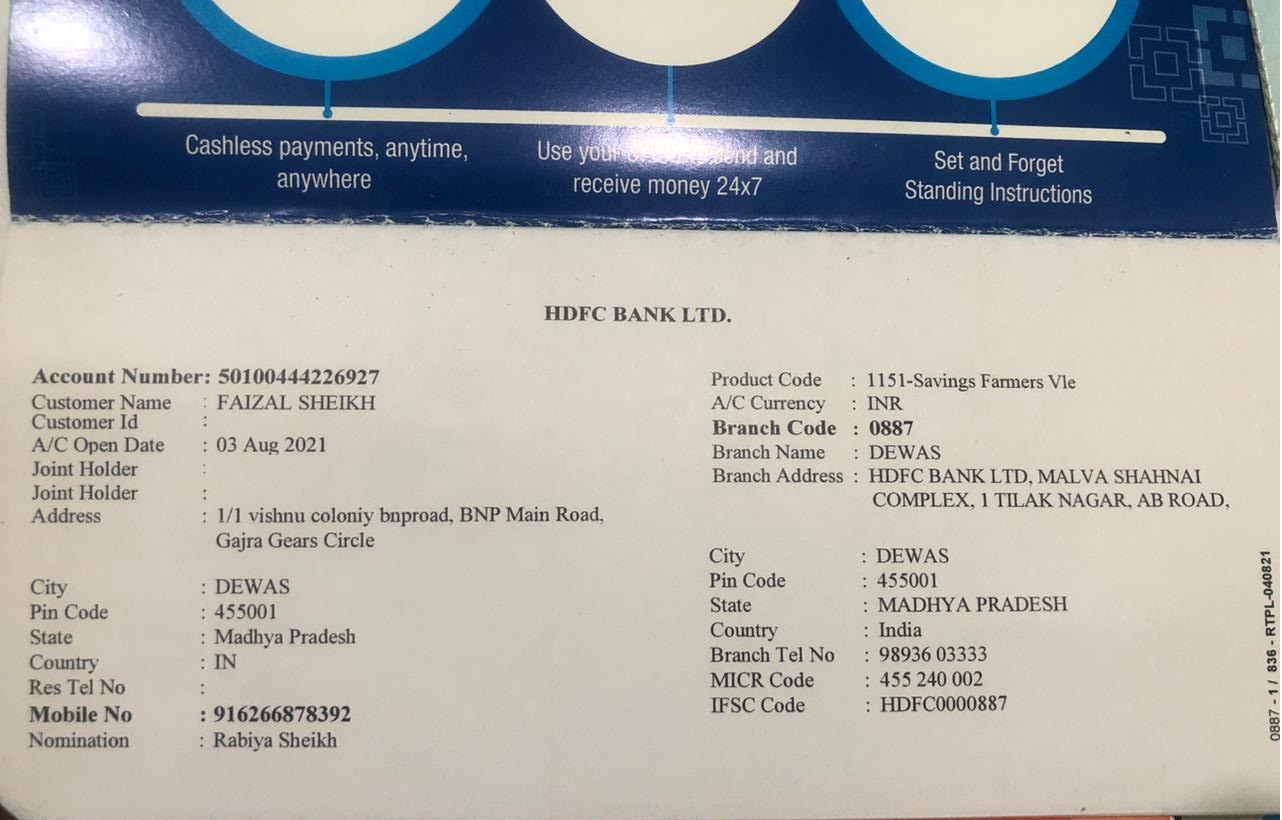 Cashless payments, anytime,
anywhere
Use your and
receive money 24x7
Set and Forget
Standing Instructions
HDFC BANK LTD.
Account Number: 50100444226927
Customer Name : FAIZAL SHEIKH
Customer Id :
A/C Open Date : 03 Aug 2021
Joint Holder :
Joint Holder :
Address : 1/1 vishnu coloniy bnproad, BNP Main Road,
Gajra Gears Circle
City : DEWAS
Pin Code : 455001
State : Madhya Pradesh
Country : IN
Res Tel No :
Mobile No : 916266878392
Nomination : Rabiya Sheikh
Product Code : 1151-Savings Farmers Vle
A/C Currency : INR
Branch Code : 0887
Branch Name : DEWAS
Branch Address : HDFC BANK LTD, MALVA SHAHNAI
COMPLEX, 1 TILAK NAGAR, AB ROAD,
City : DEWAS
Pin Code : 455001
State : MADHYA PRADESH
Country : India
Branch Tel No : 98936 03333
MICR Code : 455 240 002
IFSC Code : HDFC0000887
0887 - 1 / 836 - RTPL-040821